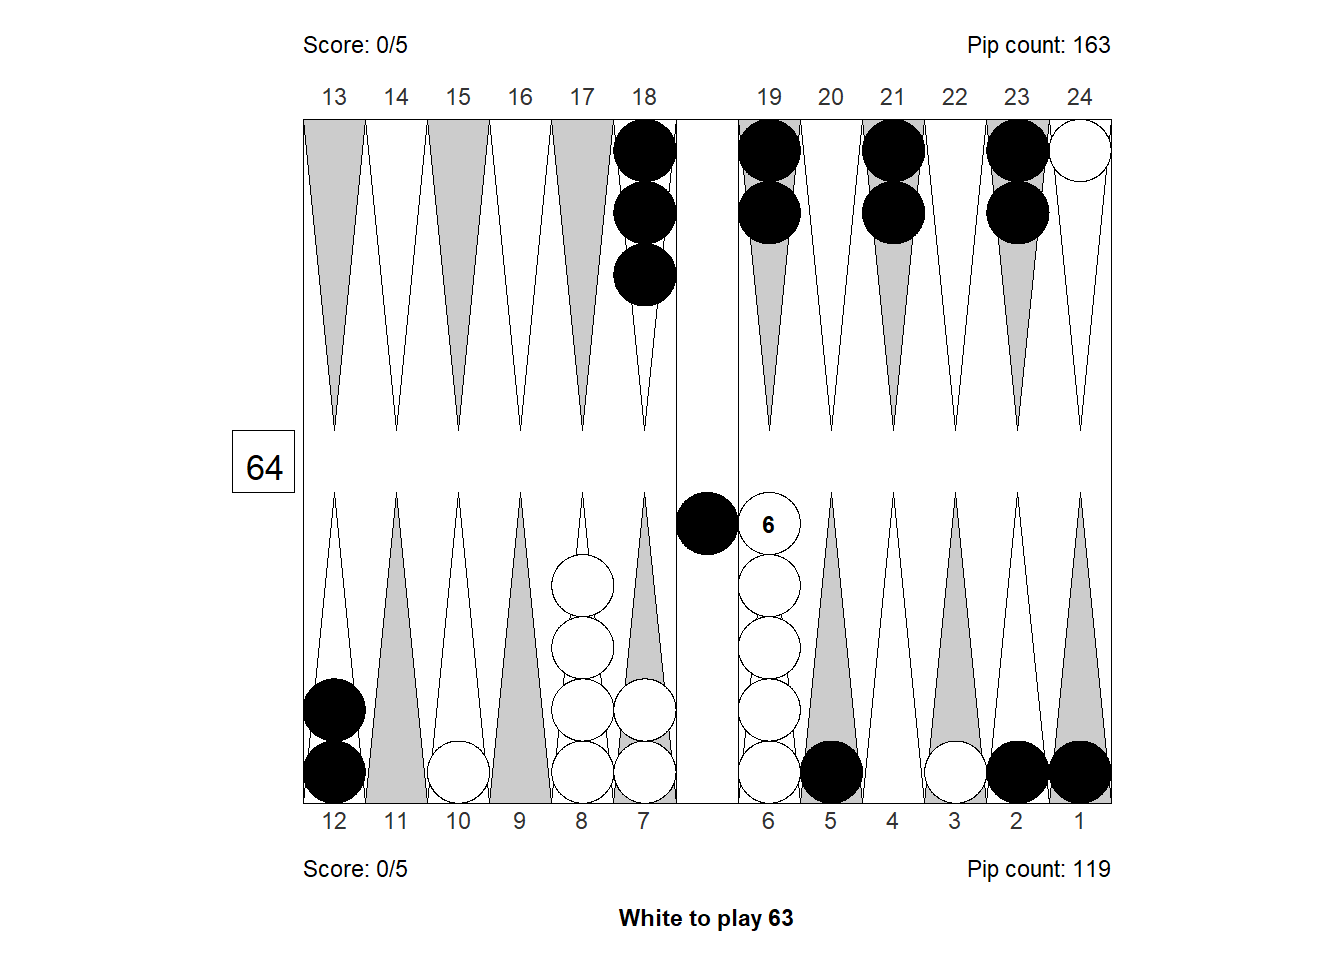 Score: 0/5 Pip count: 163
13 14 15 16 17 18 19 20 21 22 23 24
64
6
12 11 10 9 8 7 6 5 4 3 2 1
Score: 0/5 Pip count: 119
White to play 63